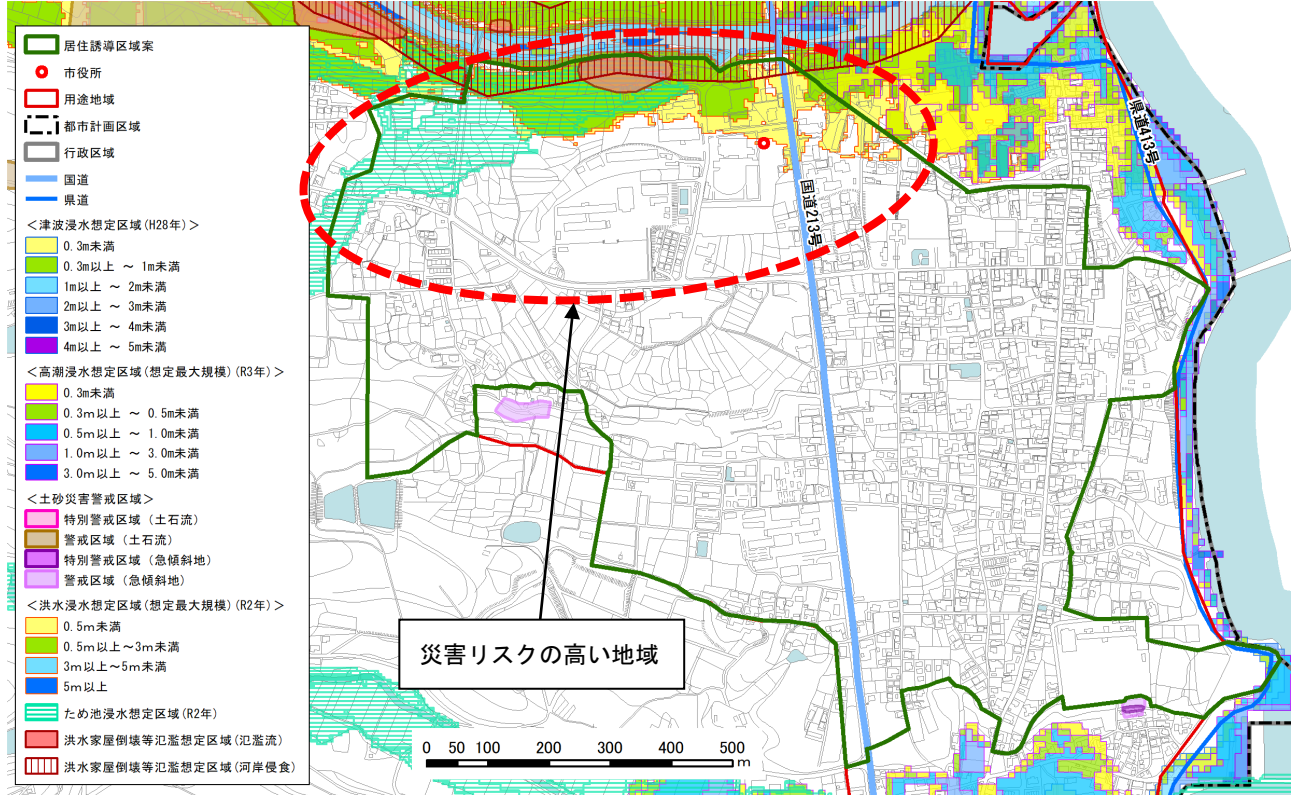 居住誘導区域案
市役所
用途地域
都市計画区域
行政区域
国道
県道
<津波浸水想定区域(H28年)>
0.3m未満
0.3m以上 ~ 1m未満
1m以上 ~ 2m未満
2m以上 ~ 3m未満
3m以上 ~ 4m未満
4m以上 ~ 5m未満
<高潮浸水想定区域(想定最大規模)(R3年)>
0.3m未満
0.3m以上 ~ 0.5m未満
0.5m以上 ~ 1.0m未満
1.0m以上 ~ 3.0m未満
3.0m以上 ~ 5.0m未満
<土砂災害警戒区域>
特別警戒区域(土石流)
警戒区域(土石流)
特別警戒区域(急傾斜地)
警戒区域(急傾斜地)
<洪水浸水想定区域(想定最大規模)(R2年)>
0.5m未満
0.5m以上~3m未満
3m以上~5m未満
5m以上
ため池浸水想定区域(R2年)
洪水家屋倒壊等氾濫想定区域(氾濫流)
洪水家屋倒壊等氾濫想定区域(河岸侵食)
県道413号
国道213号
災害リスクの高い地域
0 50 100 200 300 400 500
m